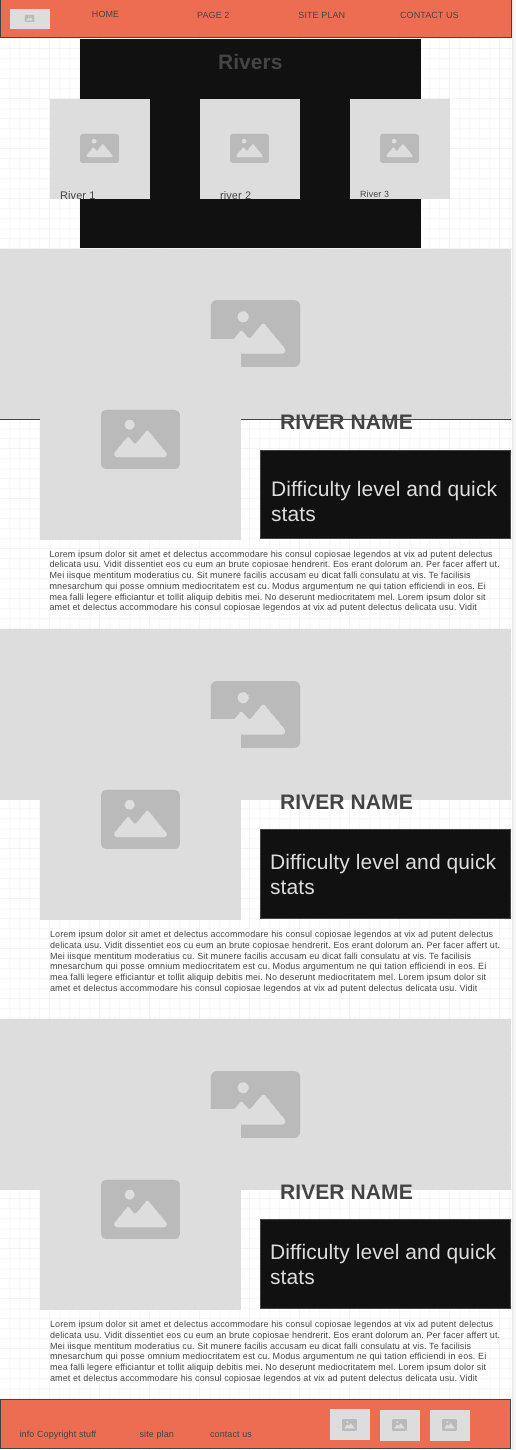 HOME PAGE 2 SITE PLAN CONTACT US
Rivers
River 1 river 2 River 3
RIVER NAME
Difficulty level and quick
stats
Lorem ipsum dolor sit amet et delectus accommodare his consul copiosae legendos at vix ad putent delectus
delicata usu. Vidit dissentiet eos cu eum an brute copiosae hendrerit. Eos erant dolorum an. Per facer affert ut.
Mei iisque mentitum moderatius cu. Sit munere facilis accusam eu dicat falli consulatu at vis. Te facilisis
mnesarchum qui posse omnium mediocritatem est cu. Modus argumentum ne qui tation efficiendi in eos. Ei
mea falli legere efficiantur et tollit aliquip debitis mei. No deserunt mediocritatem mel. Lorem ipsum dolor sit
amet et delectus accommodare his consul copiosae legendos at vix ad putent delectus delicata usu. Vidit
RIVER NAME
Difficulty level and quick
stats
Lorem ipsum dolor sit amet et delectus accommodare his consul copiosae legendos at vix ad putent delectus
delicata usu. Vidit dissentiet eos cu eum an brute copiosae hendrerit. Eos erant dolorum an. Per facer affert ut.
Mei iisque mentitum moderatius cu. Sit munere facilis accusam eu dicat falli consulatu at vis. Te facilisis
mnesarchum qui posse omnium mediocritatem est cu. Modus argumentum ne qui tation efficiendi in eos. Ei
mea falli legere efficiantur et tollit aliquip debitis mei. No deserunt mediocritatem mel. Lorem ipsum dolor sit
amet et delectus accommodare his consul copiosae legendos at vix ad putent delectus delicata usu. Vidit
RIVER NAME
Difficulty level and quick
stats
Lorem ipsum dolor sit amet et delectus accommodare his consul copiosae legendos at vix ad putent delectus
delicata usu. Vidit dissentiet eos cu eum an brute copiosae hendrerit. Eos erant dolorum an. Per facer affert ut.
Mei iisque mentitum moderatius cu. Sit munere facilis accusam eu dicat falli consulatu at vis. Te facilisis
mnesarchum qui posse omnium mediocritatem est cu. Modus argumentum ne qui tation efficiendi in eos. Ei
mea falli legere efficiantur et tollit aliquip debitis mei. No deserunt mediocritatem mel. Lorem ipsum dolor sit
amet et delectus accommodare his consul copiosae legendos at vix ad putent delectus delicata usu. Vidit
info Copyright stuff site plan contact us